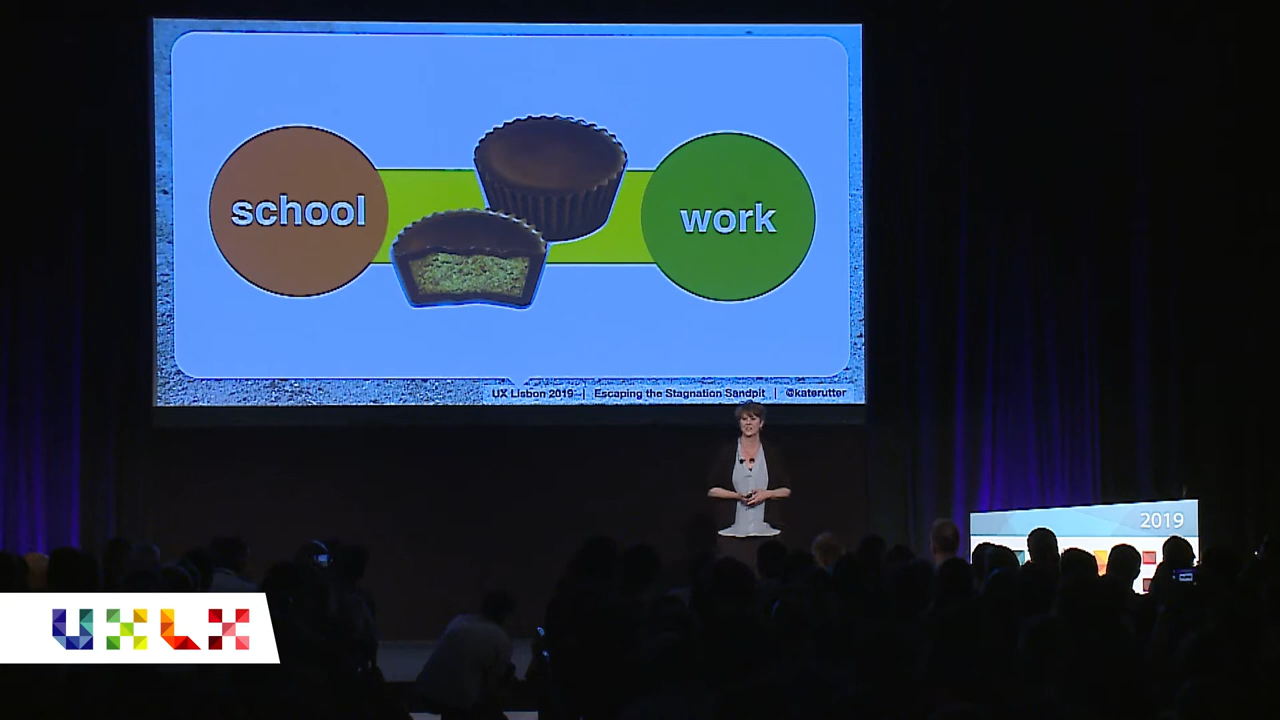 school
work
UX Lisbon 2019 | Escaping the Stagnation Sandpit | @katerutter
2019
UXLX